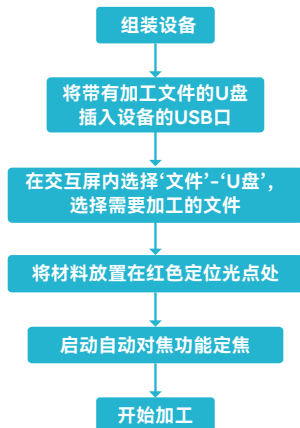 组装设备
将带有加工文件的U盘
插入设备的USB口
在交互屏内选择‘文件’-‘U盘’,
选择需要加工的文件
将材料放置在红色定位光点处
启动自动对焦功能定焦
开始加工